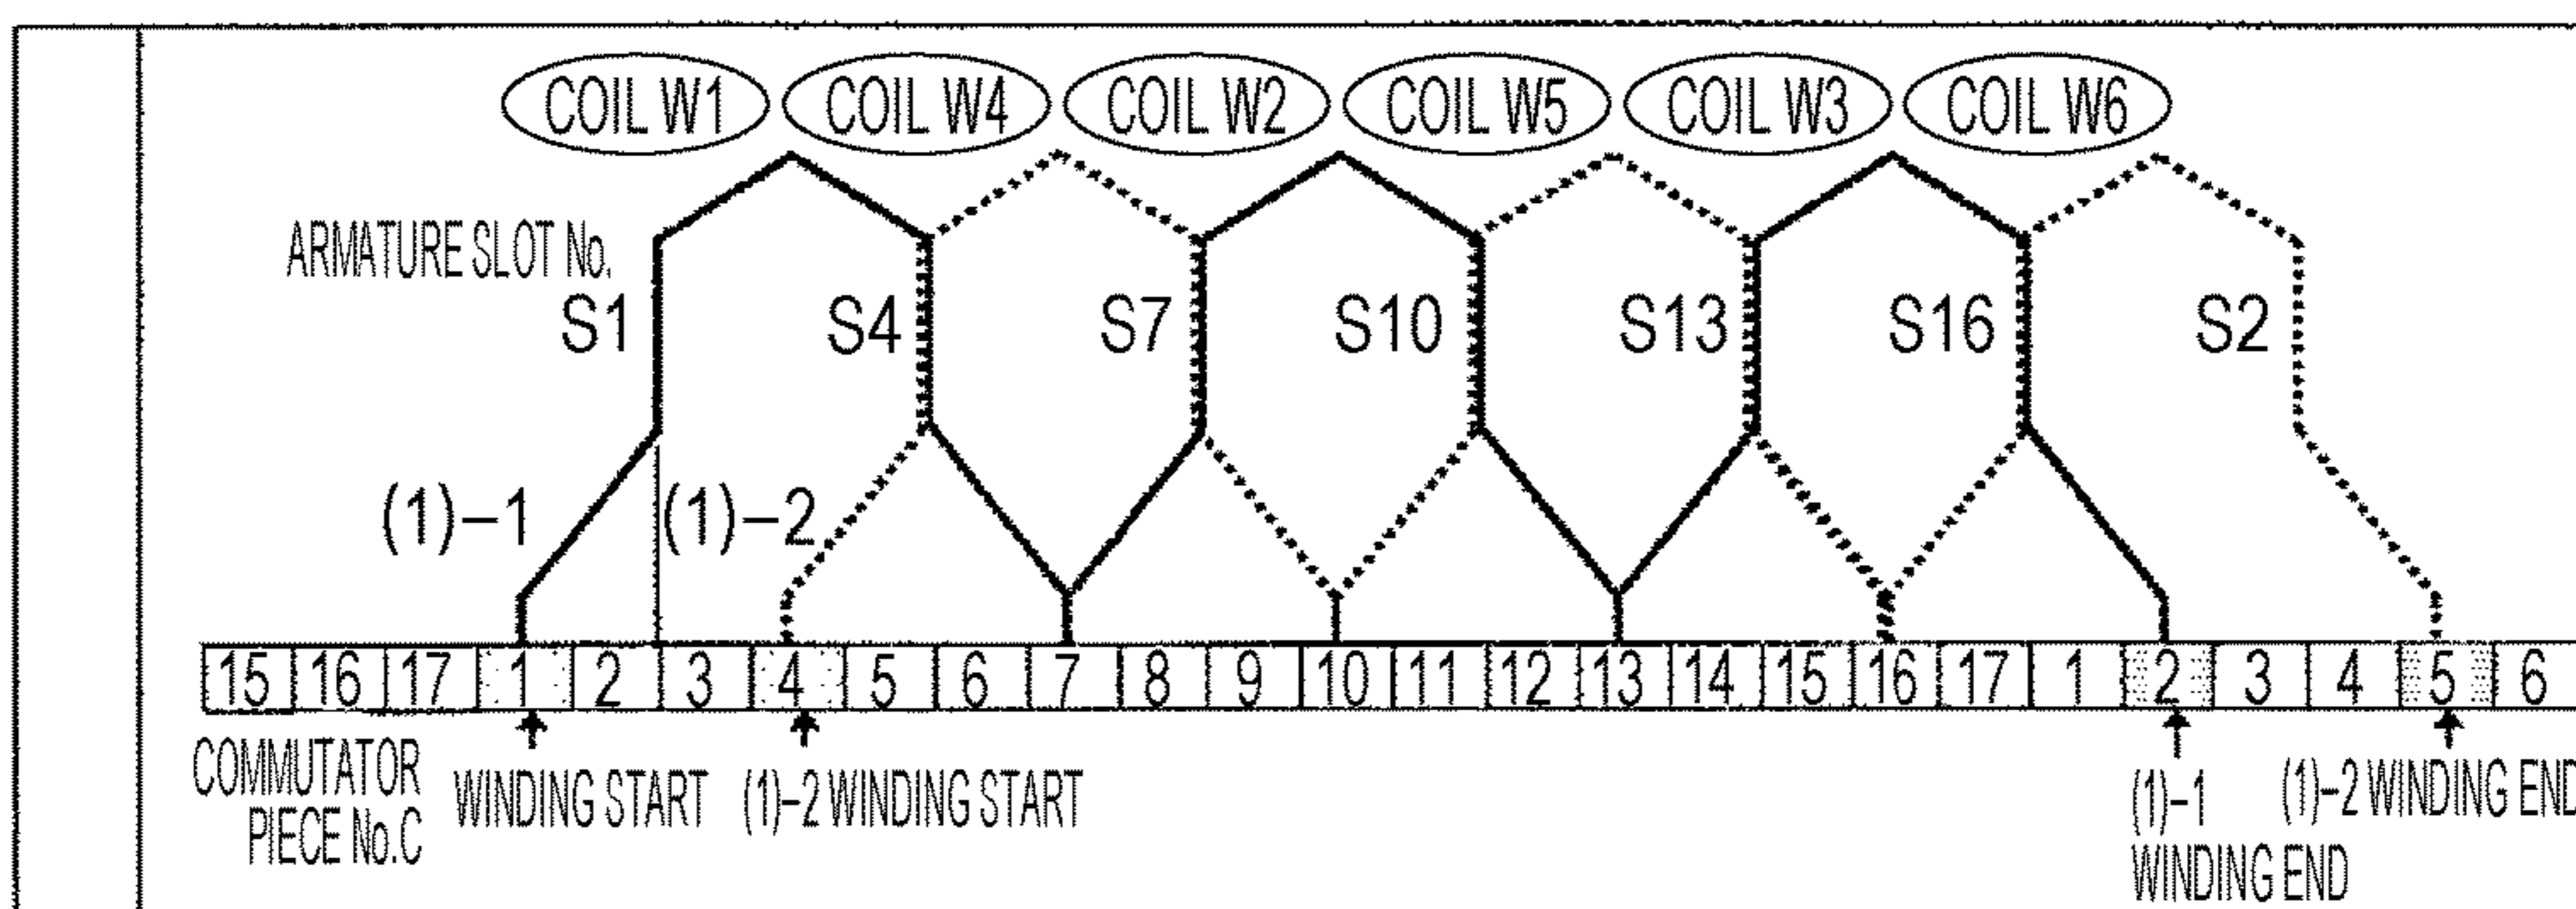 COIL W1 COIL W4 COIL W2 COIL W5 COIL W3 COIL W6
ARMATURE SLOT No.
S1 S4 S7 S10 S13 S16 S2
(1)-1 (1)-2
15 16 17 1 2 3 4 5 6 7 8 9 10 11 12 13 14 15 16 17 1 2 3 4 5 6
COMMUTATOR
PIECE No.C
WINDING START
(1)-2 WINDING START
(1)-1
WINDING END
(1)-2 WINDING END